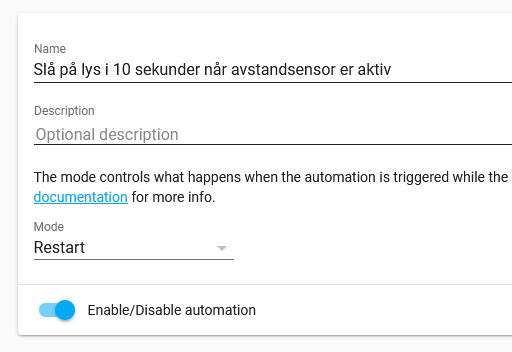 Name
Slå på lys i 10 sekunder når avstandsensor er aktiv
Description
Optional description
The mode controls what happens when the automation is triggered while the
documentation for more info.
Mode
Restart
Enable/Disable automation